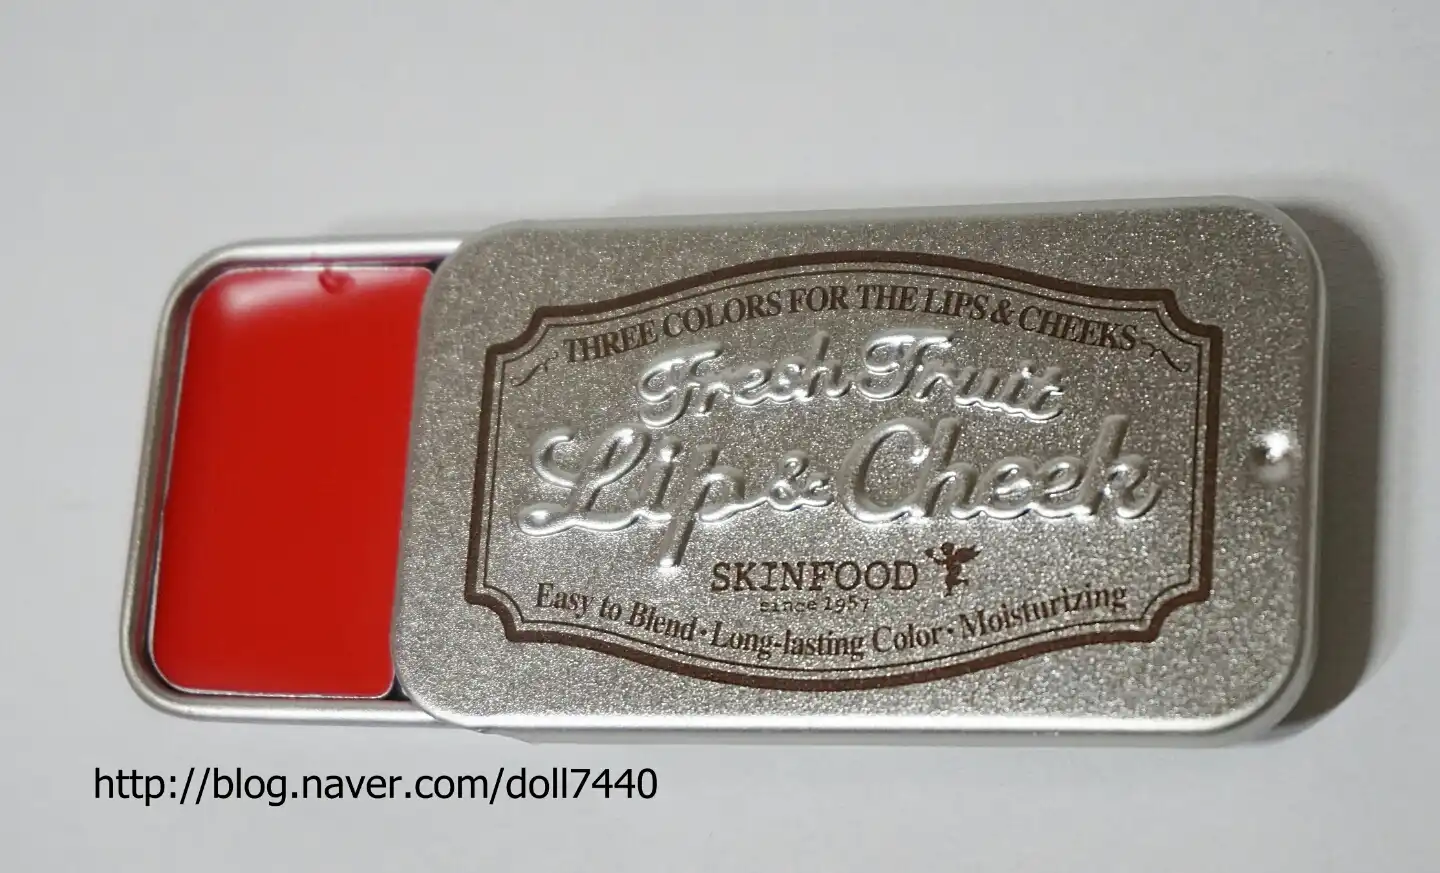 THREE COLORS FOR THE LIPS & CHEEKS
Fresh Fruit
Lip & Cheek
SKINFOOD
since 1957
Easy to Blend · Long-lasting Color · Moisturizing
http://blog.naver.com/doll7440